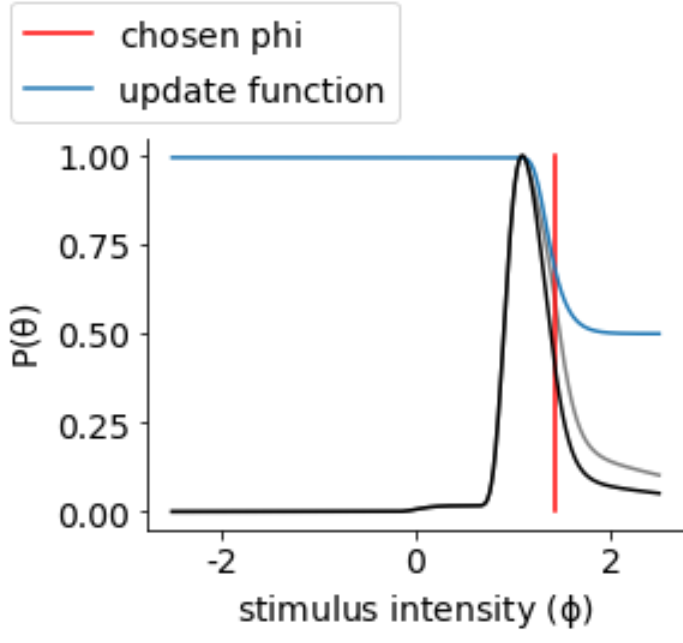 chosen phi
update function
1.00
0.75
0.50
0.25
0.00
P(θ)
-2 0 2
stimulus intensity (ϕ)